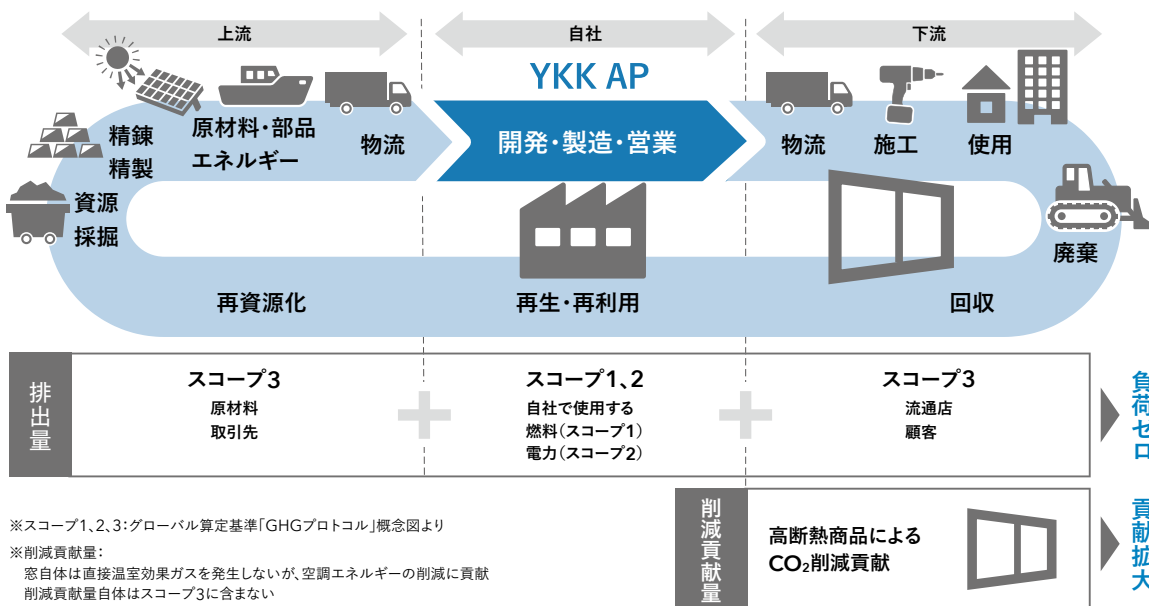 上流
自社
下流
YKK AP
精錬
精製
原材料・部品
エネルギー
物流
開発・製造・営業
物流
施工
使用
資源
採掘
廃棄
再資源化
再生・再利用
回収
排出量
スコープ3
原材料
取引先
スコープ1、2
自社で使用する
燃料(スコープ1)
電力(スコープ2)
スコープ3
流通店
顧客
負荷ゼロ
※スコープ1、2、3:グローバル算定基準「GHGプロトコル」概念図より
※削減貢献量:
窓自体は直接温室効果ガスを発生しないが、空調エネルギーの削減に貢献
削減貢献量自体はスコープ3に含まない
削減貢献量
高断熱商品による
CO₂削減貢献
貢献拡大